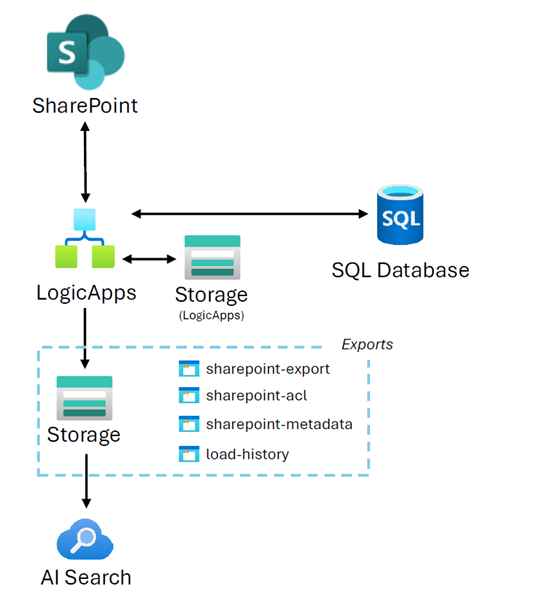 S
SharePoint
SQL
SQL Database
LogicApps
Storage
(LogicApps)
Exports
sharepoint-export
sharepoint-acl
sharepoint-metadata
load-history
Storage
AI Search